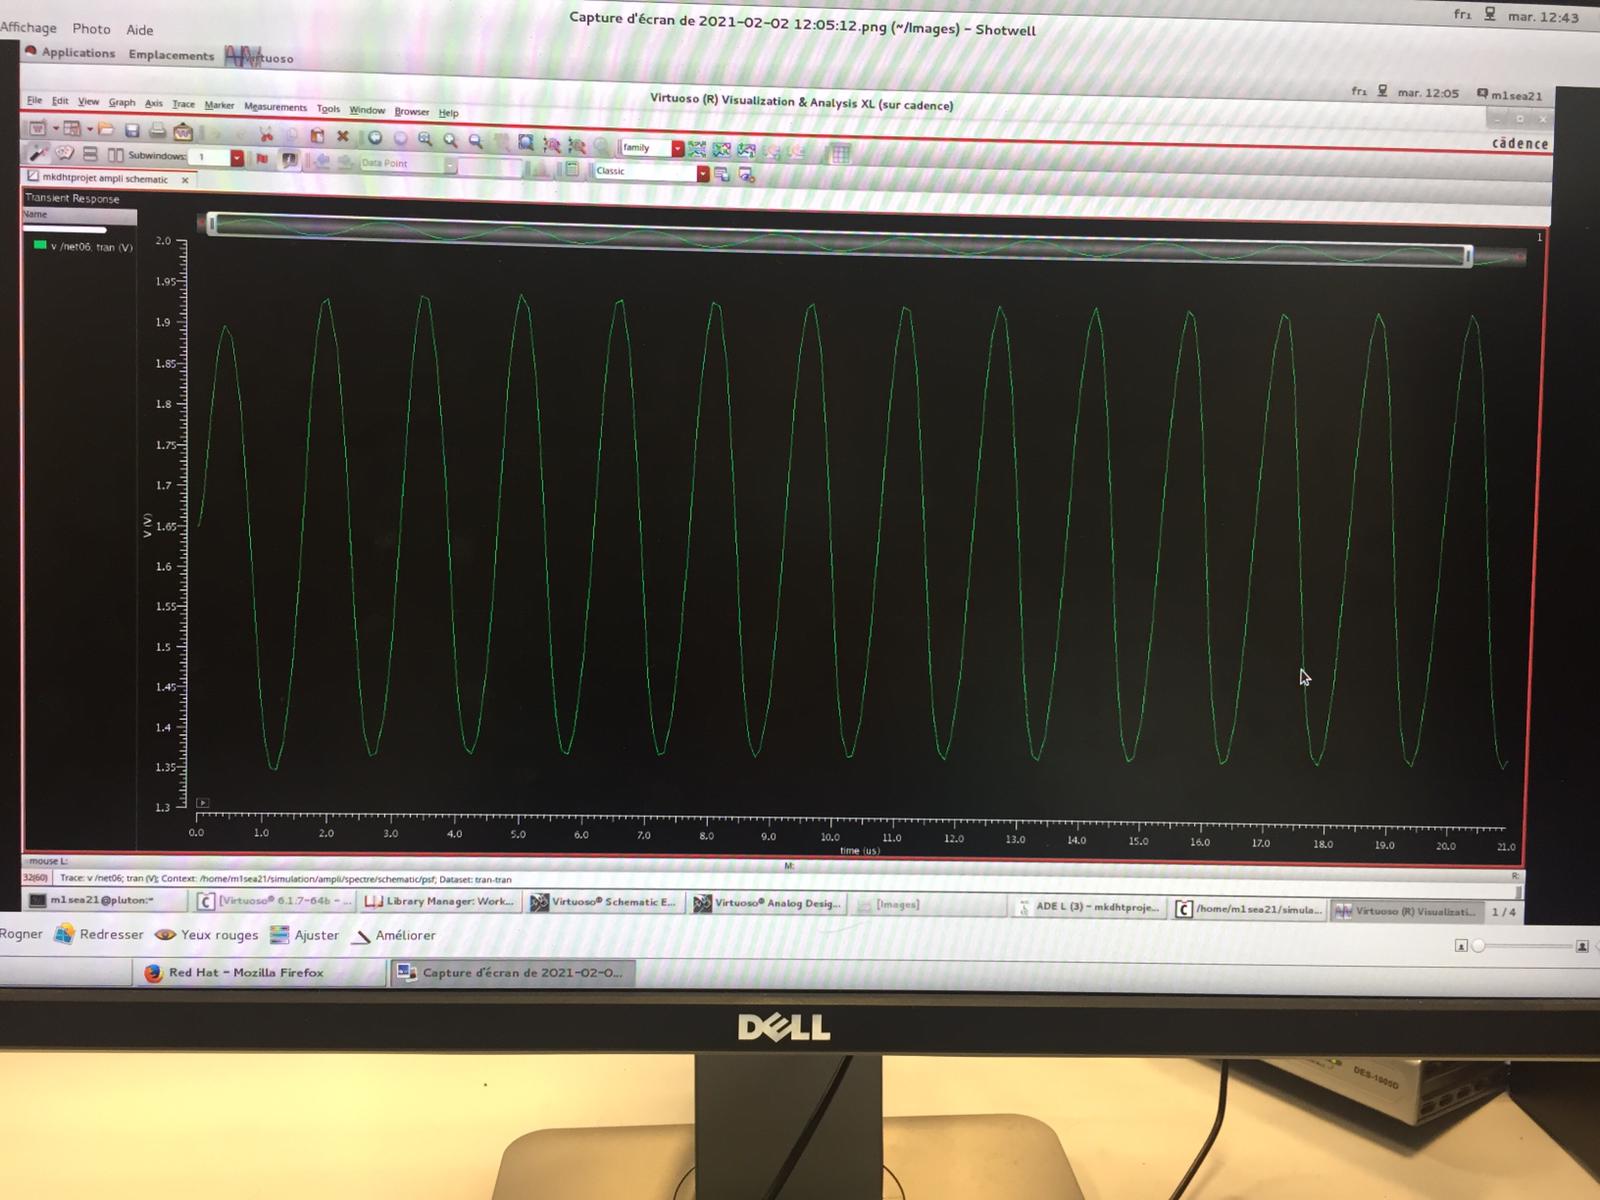 Capture d'écran de 2021-02-02 12:05:12.png (~/Images) - Shotwell
fr₁ mar. 12:43
Affichage Photo Aide
Applications Emplacements Virtuoso
fr₁ mar. 12:05 m1sea21
Virtuoso (R) Visualization & Analysis XL (sur cadence)
File Edit View Graph Axis Trace Marker Measurements Tools Window Browser Help
cādence
family
Subwindows: 1
Data Point
Classic
mkdhtprojet ampli schematic
Transient Response
Name
v /net06; tran (V)
1
2.0
1.95
1.9
1.85
1.8
1.75
1.7
1.65
1.6
1.55
1.5
1.45
1.4
1.35
1.3
V (V)
0.0 1.0 2.0 3.0 4.0 5.0 6.0 7.0 8.0 9.0 10.0 11.0 12.0 13.0 14.0 15.0 16.0 17.0 18.0 19.0 20.0 21.0
time (us)
mouse L: M: R:
32(60) Trace: v /net06; tran (V); Context: /home/m1sea21/simulation/ampli/spectre/schematic/psf; Dataset: tran-tran
m1sea21@pluton:~ [Virtuoso® 6.1.7-64b - ... Library Manager: Work... Virtuoso® Schematic E... Virtuoso® Analog Desig... [Images] ADE L (3) - mkdhtproje... /home/m1sea21/simula... Virtuoso (R) Visualizati... 1 / 4
Rogner Redresser Yeux rouges Ajuster Améliorer
Red Hat - Mozilla Firefox Capture d'écran de 2021-02-0...
DELL
DES-1005D